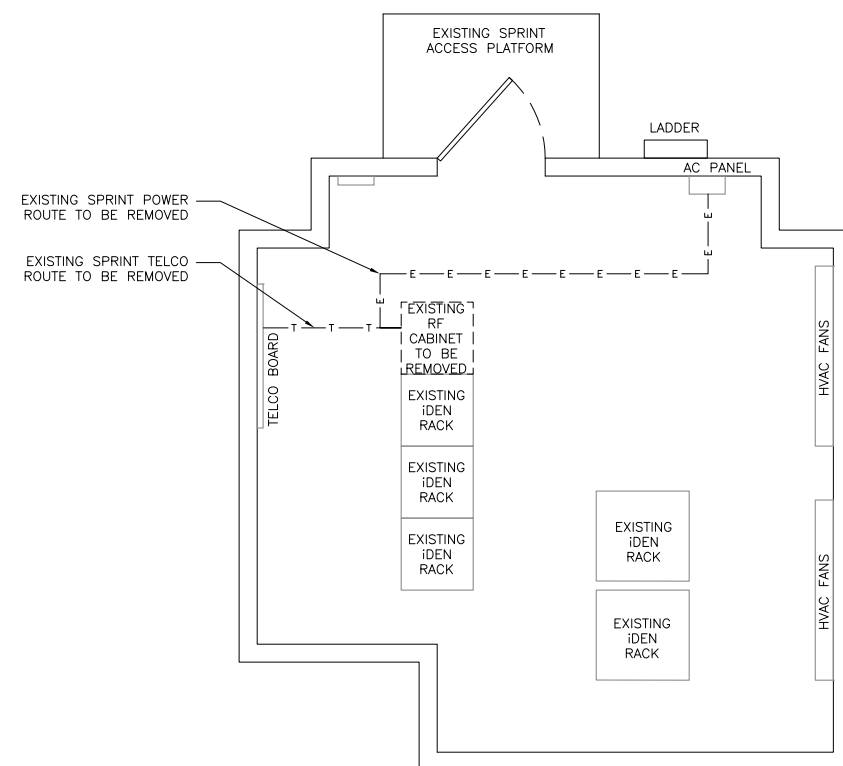 EXISTING SPRINT
ACCESS PLATFORM
LADDER
AC PANEL
EXISTING SPRINT POWER
ROUTE TO BE REMOVED
EXISTING SPRINT TELCO
ROUTE TO BE REMOVED
E
E
E E E E E E E E
E
T T T
TELCO BOARD
EXISTING
RF
CABINET
TO BE
REMOVED
HVAC FANS
EXISTING
iDEN
RACK
EXISTING
iDEN
RACK
EXISTING
iDEN
RACK
EXISTING
iDEN
RACK
EXISTING
iDEN
RACK
HVAC FANS